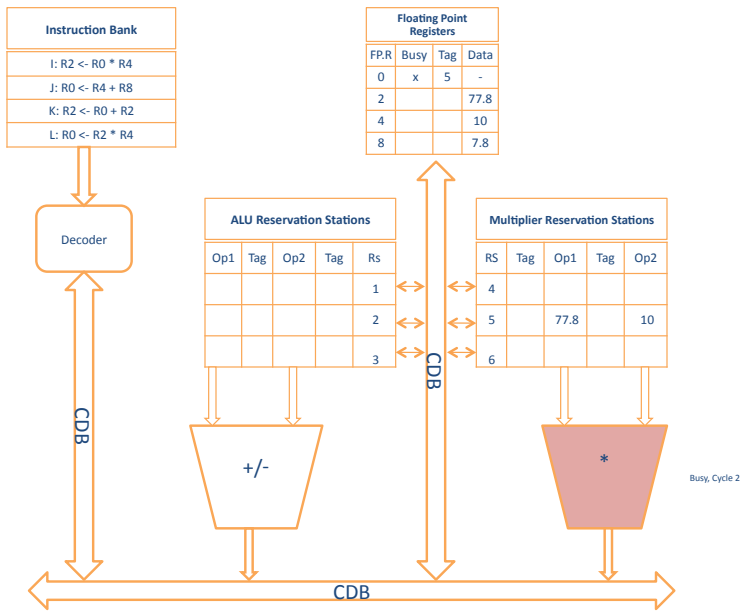 Instruction Bank
I: R2 <- R0 * R4
J: R0 <- R4 + R8
K: R2 <- R0 + R2
L: R0 <- R2 * R4
Decoder
Floating Point
Registers
FP.R Busy Tag Data
0 x 5 -
2 77.8
4 10
8 7.8
ALU Reservation Stations
Op1 Tag Op2 Tag Rs
1
2
3
Multiplier Reservation Stations
RS Tag Op1 Tag Op2
4
5 77.8 10
6
CDB
CDB
+/-
*
Busy, Cycle 2
CDB